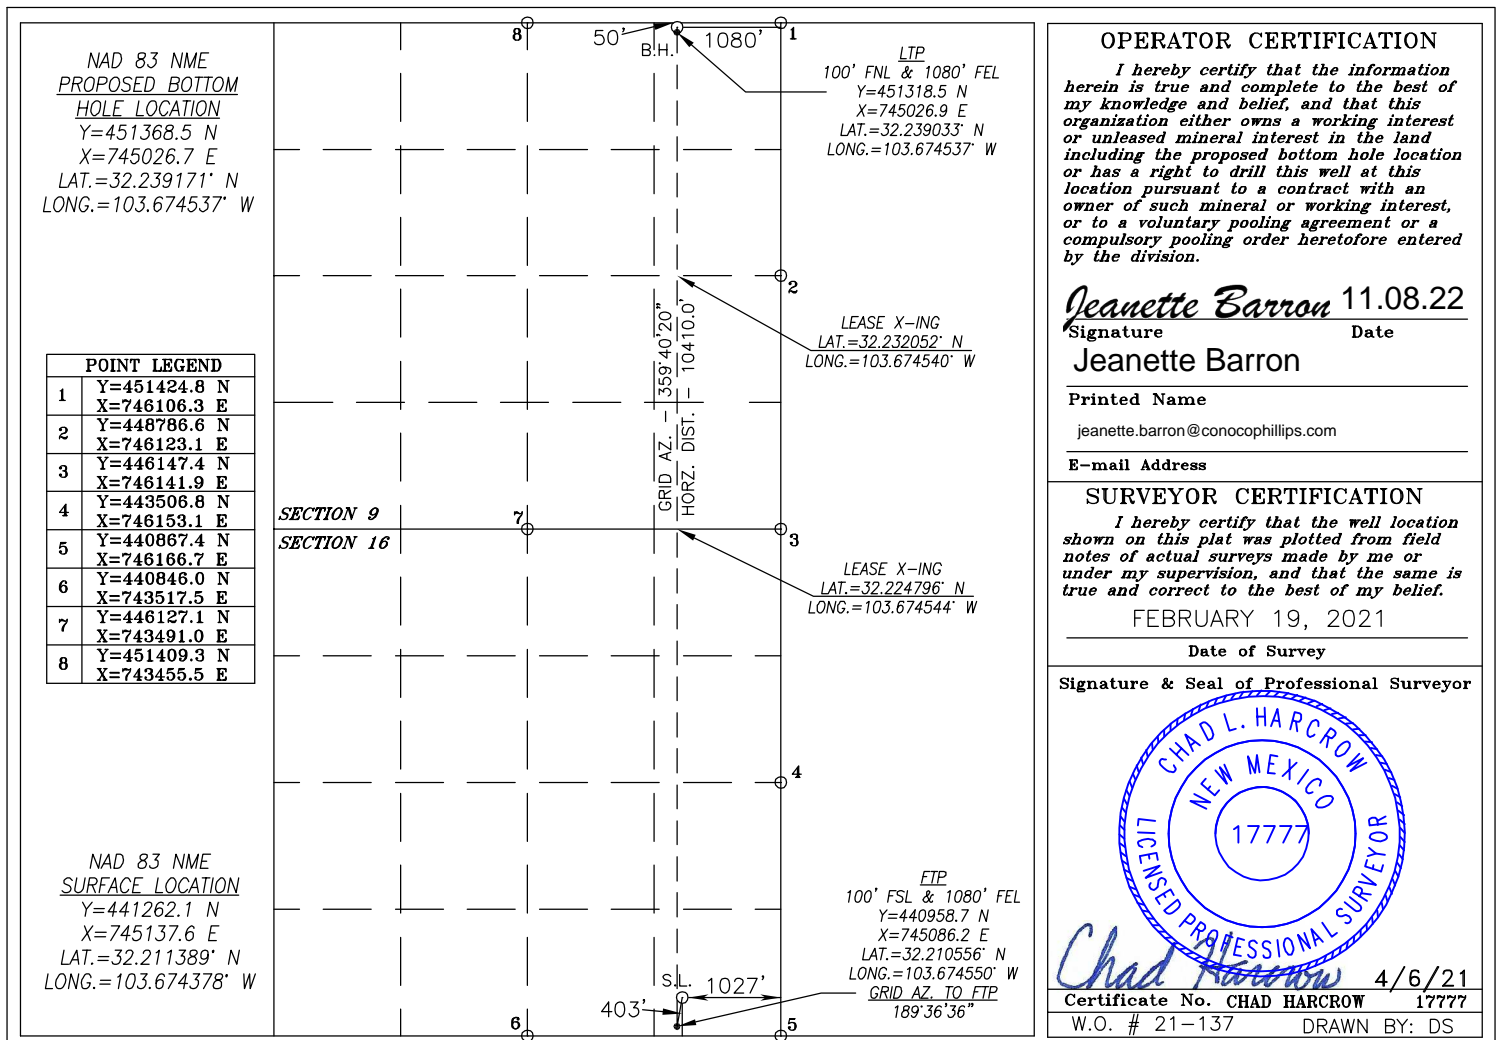 NAD 83 NME
PROPOSED BOTTOM
HOLE LOCATION
Y=451368.5 N
X=745026.7 E
LAT.=32.239171° N
LONG.=103.674537° W
POINT LEGEND
1 Y=451424.8 N
X=746106.3 E
2 Y=448786.6 N
X=746123.1 E
3 Y=446147.4 N
X=746141.9 E
4 Y=443506.8 N
X=746153.1 E
5 Y=440867.4 N
X=746166.7 E
6 Y=440846.0 N
X=743517.5 E
7 Y=446127.1 N
X=743491.0 E
8 Y=451409.3 N
X=743455.5 E
NAD 83 NME
SURFACE LOCATION
Y=441262.1 N
X=745137.6 E
LAT.=32.211389° N
LONG.=103.674378° W
8
50'
B.H.
1080'
1
LTP
100' FNL & 1080' FEL
Y=451318.5 N
X=745026.9 E
LAT.=32.239033° N
LONG.=103.674537° W
2
LEASE X-ING
LAT.=32.232052° N
LONG.=103.674540° W
GRID AZ. – 359°40'20"
HORZ. DIST. – 10410.0'
SECTION 9
SECTION 16
7
3
LEASE X-ING
LAT.=32.224796° N
LONG.=103.674544° W
4
FTP
100' FSL & 1080' FEL
Y=440958.7 N
X=745086.2 E
LAT.=32.210556° N
LONG.=103.674550° W
GRID AZ. TO FTP
189°36'36"
S.L.
1027'
403'
6
5
OPERATOR CERTIFICATION
I hereby certify that the information
herein is true and complete to the best of
my knowledge and belief, and that this
organization either owns a working interest
or unleased mineral interest in the land
including the proposed bottom hole location
or has a right to drill this well at this
location pursuant to a contract with an
owner of such mineral or working interest,
or to a voluntary pooling agreement or a
compulsory pooling order heretofore entered
by the division.
Jeanette Barron 11.08.22
Signature Date
Jeanette Barron
Printed Name
jeanette.barron@conocophillips.com
E-mail Address
SURVEYOR CERTIFICATION
I hereby certify that the well location
shown on this plat was plotted from field
notes of actual surveys made by me or
under my supervision, and that the same is
true and correct to the best of my belief.
FEBRUARY 19, 2021
Date of Survey
Signature & Seal of Professional Surveyor
CHAD L. HARCROW
NEW MEXICO
17777
LICENSED PROFESSIONAL SURVEYOR
Chad Harcrow 4/6/21
Certificate No. CHAD HARCROW 17777
W.O. # 21-137 DRAWN BY: DS